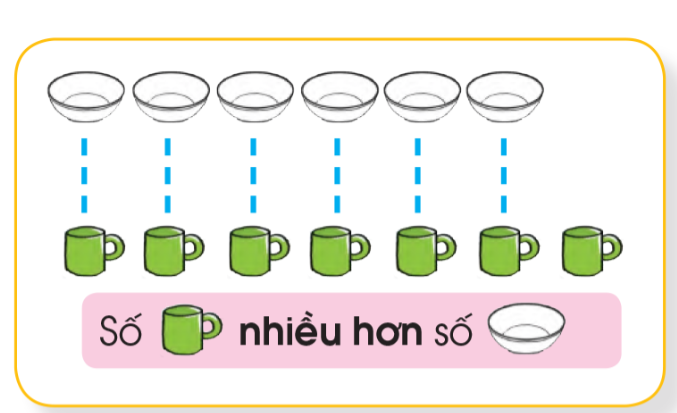 Số nhiều hơn số